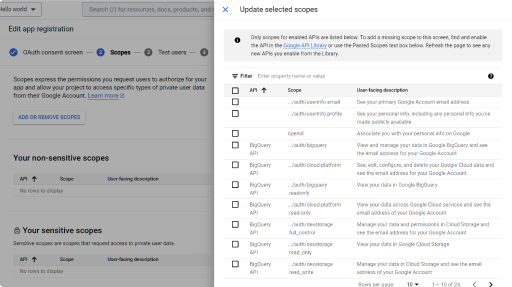 Hello world
Search (/) for resources, docs, products, and
Edit app registration
OAuth consent screen
2 Scopes
3 Test users
4
Scopes express the permissions you request users to authorize for your
app and allow your project to access specific types of private user data
from their Google Account. Learn more
ADD OR REMOVE SCOPES
Your non-sensitive scopes
API Scope User-facing description
No rows to display
Your sensitive scopes
Sensitive scopes are scopes that request access to private user data.
API Scope User-facing description
No rows to display
Update selected scopes
Only scopes for enabled APIs are listed below. To add a missing scope to this screen, find and
enable the API in the Google API Library or use the Pasted Scopes text box below. Refresh the page to see any
new APIs you enable from the Library.
Filter Enter property name or value
API Scope User-facing description
.../auth/userinfo.email See your primary Google Account email address
.../auth/userinfo.profile See your personal info, including any personal info you've
made publicly available
openid Associate you with your personal info on Google
BigQuery API .../auth/bigquery View and manage your data in Google BigQuery and see
the email address for your Google Account
BigQuery API .../auth/cloud-platform See, edit, configure, and delete your Google Cloud data and
see the email address for your Google Account.
BigQuery API .../auth/bigquery.readonly View your data in Google BigQuery
BigQuery API .../auth/cloud-platform.read-only View your data across Google Cloud services and see the
email address of your Google Account
BigQuery API .../auth/devstorage.full_control Manage your data and permissions in Cloud Storage and
see the email address for your Google Account
BigQuery API .../auth/devstorage.read_only View your data in Google Cloud Storage
BigQuery API .../auth/devstorage.read_write Manage your data in Cloud Storage and see the email
address of your Google Account
Rows per page: 10 1 – 10 of 24